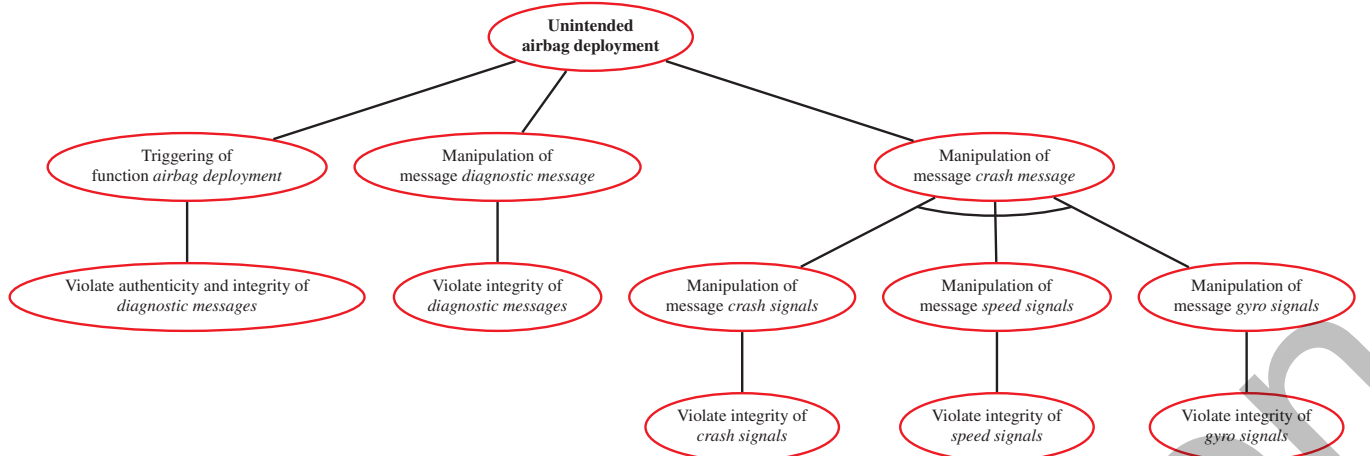 Unintended
airbag deployment
Triggering of
function airbag deployment
Manipulation of
message diagnostic message
Manipulation of
message crash message
Violate authenticity and integrity of
diagnostic messages
Violate integrity of
diagnostic messages
Manipulation of
message crash signals
Manipulation of
message speed signals
Manipulation of
message gyro signals
Violate integrity of
crash signals
Violate integrity of
speed signals
Violate integrity of
gyro signals